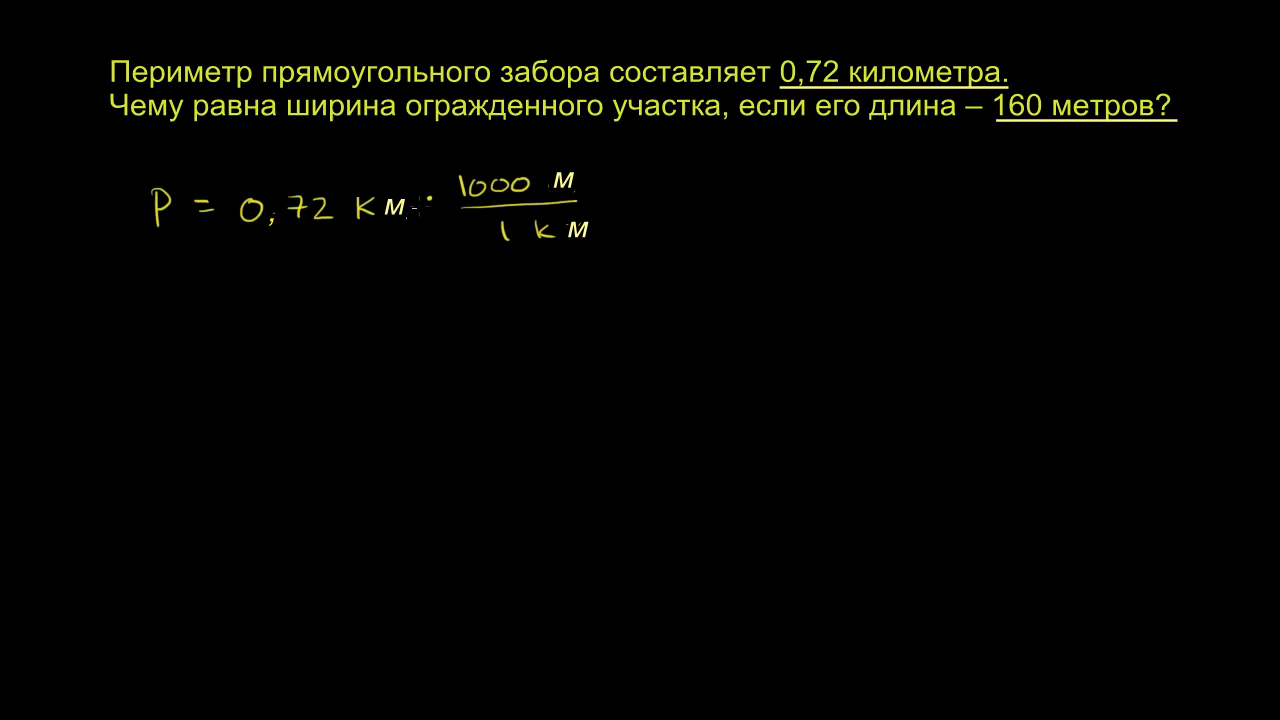 Периметр прямоугольного забора составляет 0,72 километра.
Чему равна ширина огражденного участка, если его длина – 160 метров?
P = 0,72 км · 1000 м
1 км